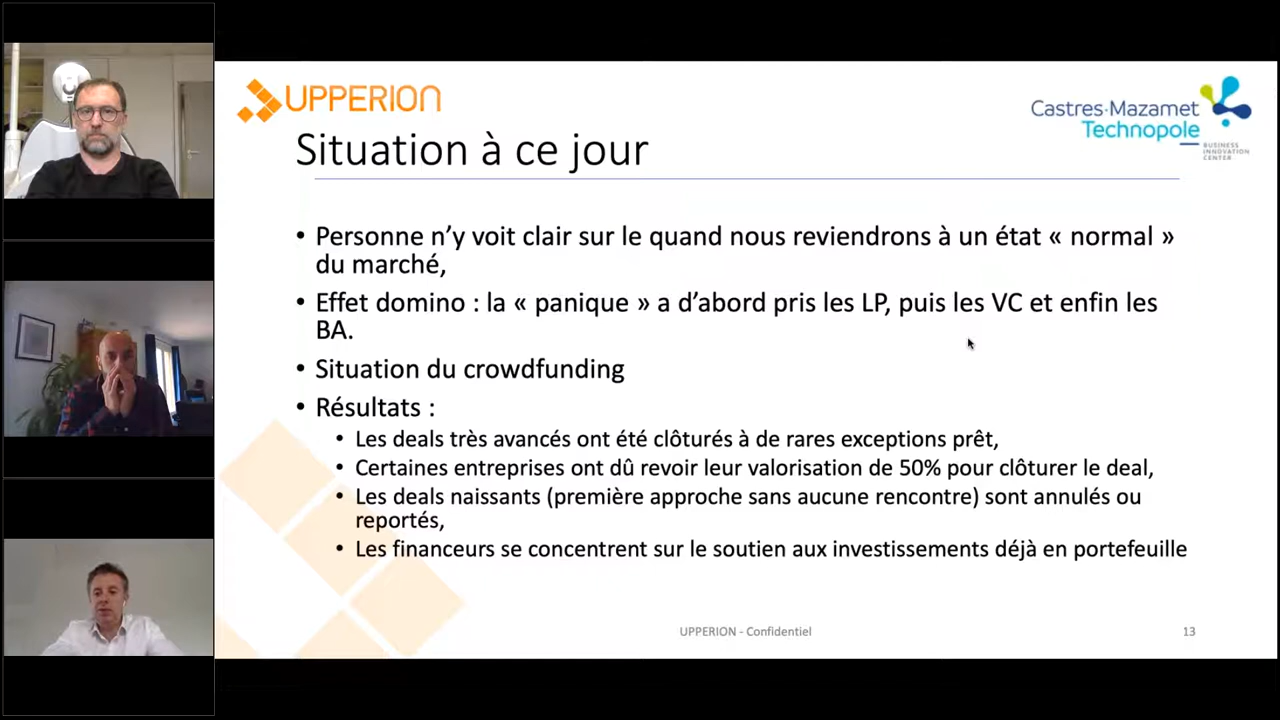 UPPERION
Castres·Mazamet
Technopole
BUSINESS
INNOVATION
CENTER
Situation à ce jour
• Personne n’y voit clair sur le quand nous reviendrons à un état « normal »
du marché,
• Effet domino : la « panique » a d’abord pris les LP, puis les VC et enfin les
BA.
• Situation du crowdfunding
• Résultats :
• Les deals très avancés ont été clôturés à de rares exceptions prêt,
• Certaines entreprises ont dû revoir leur valorisation de 50% pour clôturer le deal,
• Les deals naissants (première approche sans aucune rencontre) sont annulés ou
reportés,
• Les financeurs se concentrent sur le soutien aux investissements déjà en portefeuille
UPPERION - Confidentiel
13